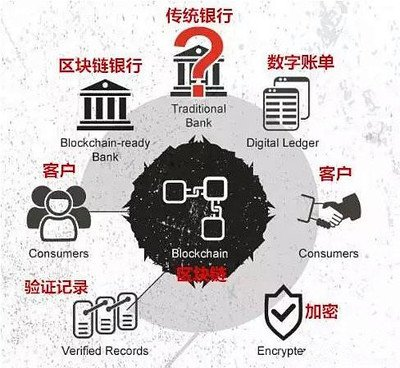 传统银行
Traditional
Bank
区块链银行
Blockchain-ready
Bank
数字账单
Digital Ledger
客户
Consumers
Blockchain
区块链
客户
Consumers
验证记录
Verified Records
加密
Encrypte